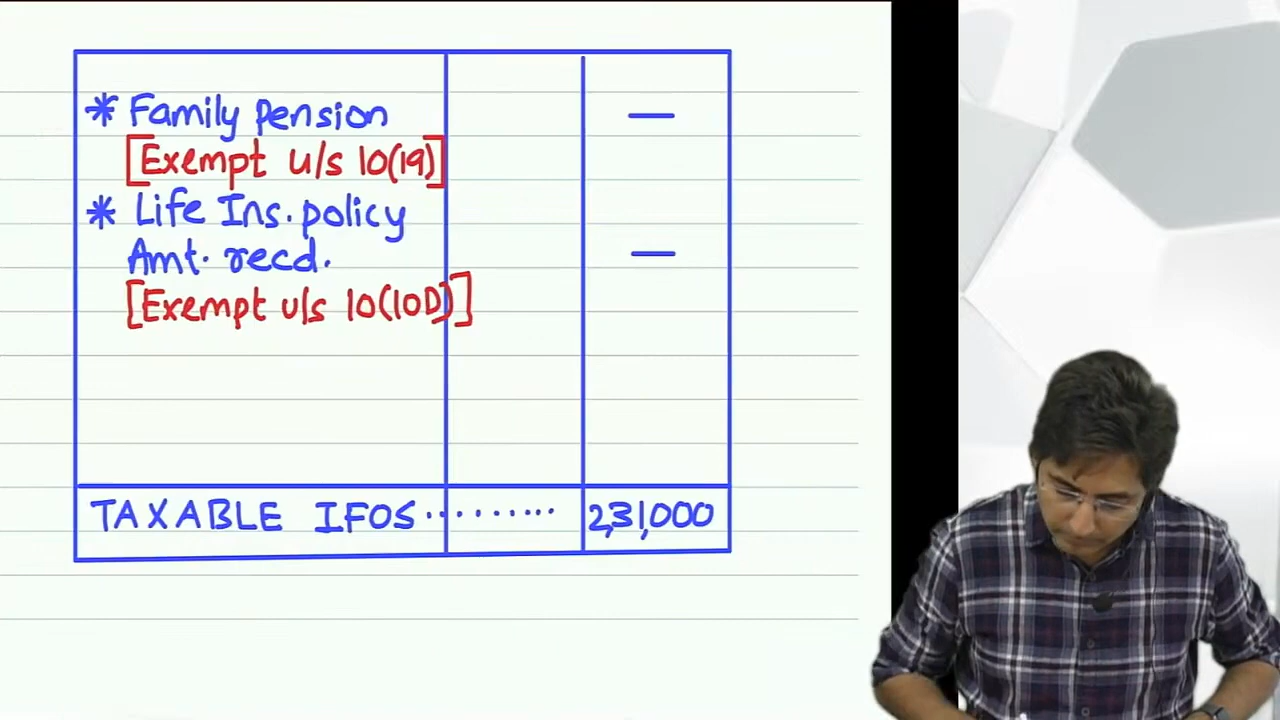 * Family Pension —
[Exempt u/s 10(19)]
* Life Ins. policy
Amt. recd. —
[Exempt u/s 10(10D)]
TAXABLE IFOS ......... 2,31,000